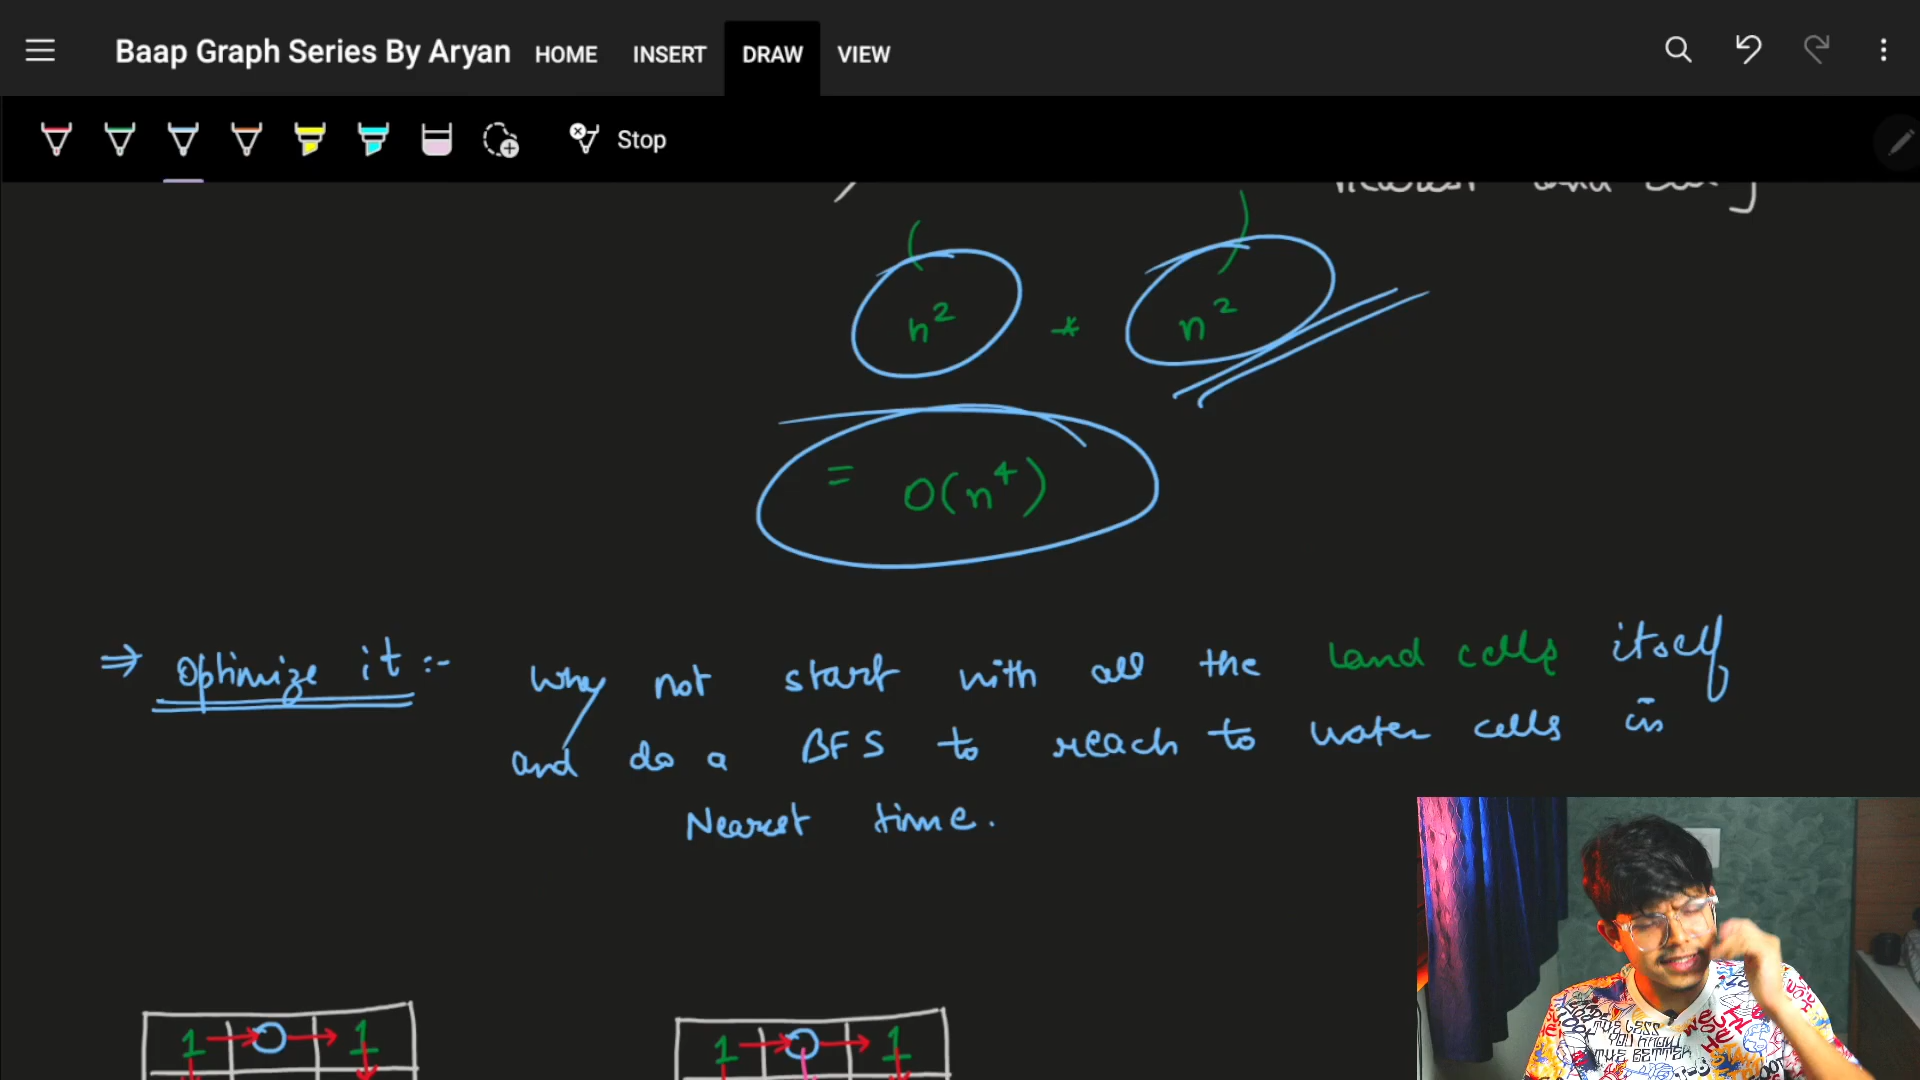 Baap Graph Series By Aryan HOME INSERT DRAW VIEW
Stop
n² * n²
= O(n⁴)
⇒ Optimize it :- Why not start with all the land cells itself
and do a BFS to reach to water cells in
Nearest time.
1 → 0 → 1
1 → 0 → 1